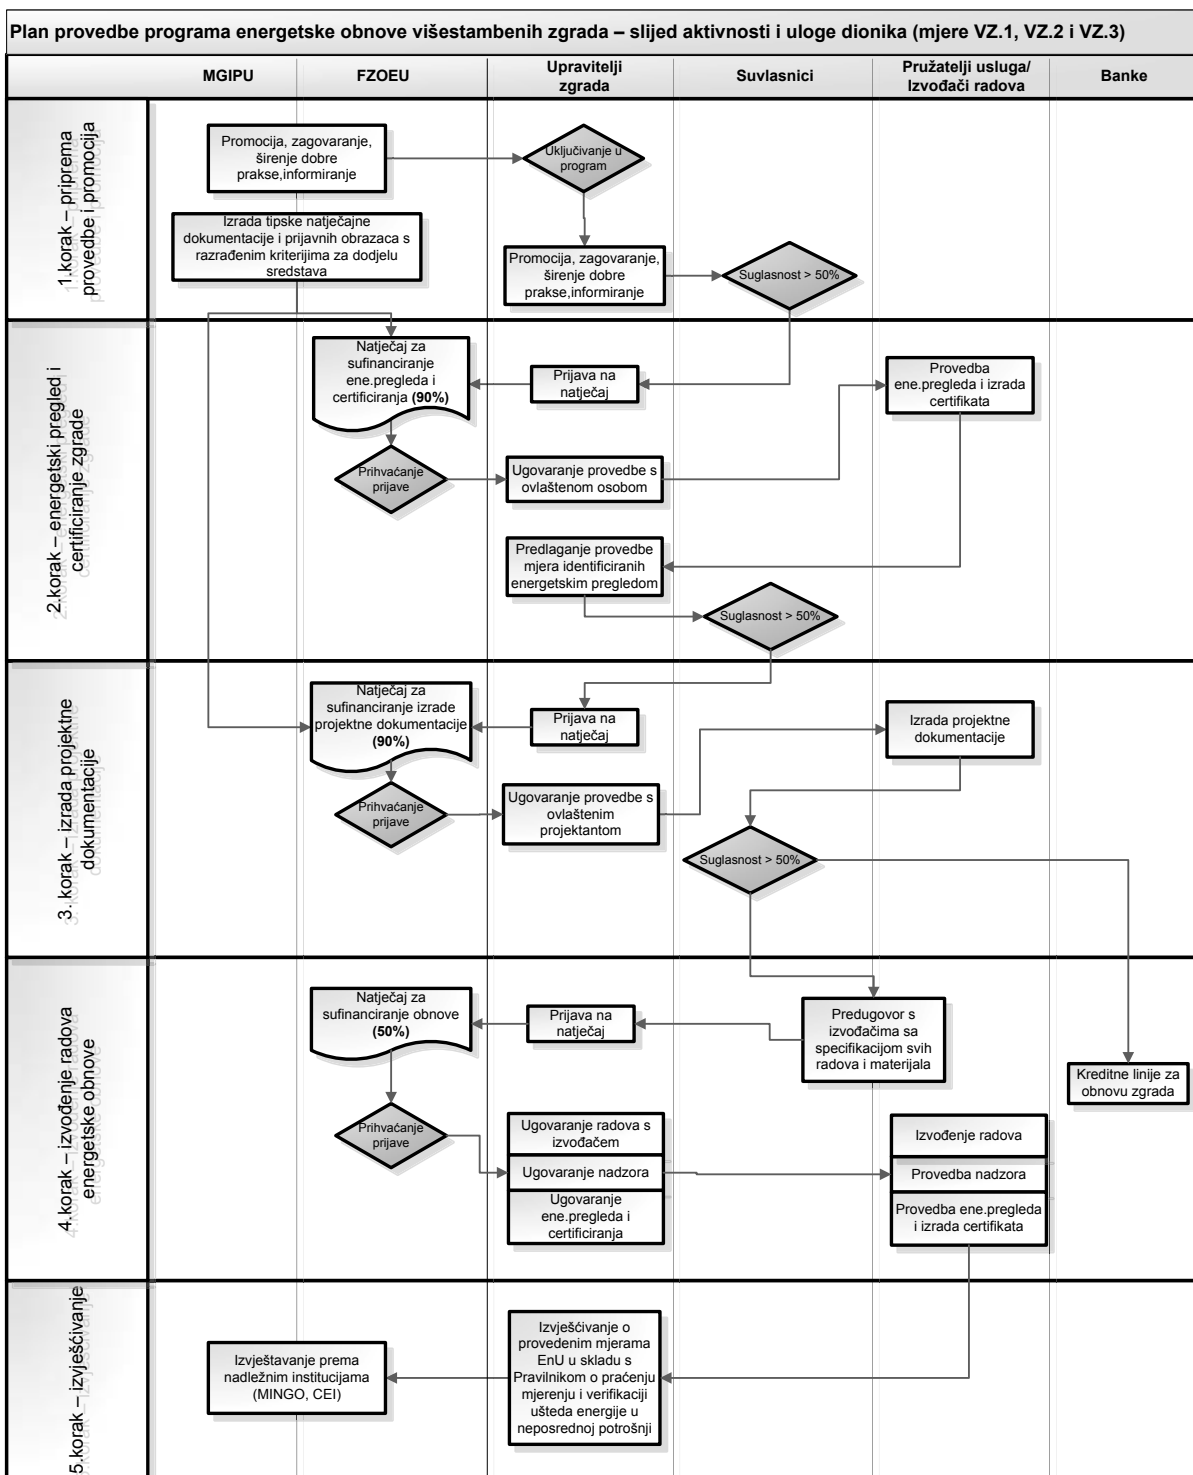 Plan provedbe programa energetske obnove višestambenih zgrada – slijed aktivnosti i uloge dionika (mjere VZ.1, VZ.2 i VZ.3)
MGIPU
FZOEU
Upravitelji
zgrada
Suvlasnici
Pružatelji usluga/
Izvođači radova
Banke
1.korak – priprema
provedbe i promocija
Promocija, zagovaranje,
širenje dobre
prakse,informiranje
Uključivanje u
program
Izrada tipske natječajne
dokumentacije i prijavnih obrazaca s
razrađenim kriterijima za dodjelu
sredstava
Promocija, zagovaranje,
širenje dobre
prakse,informiranje
Suglasnost > 50%
2.korak – energetski pregled i
certificiranje zgrade
Natječaj za
sufinanciranje
ene.pregleda i
certificiranja (90%)
Prijava na
natječaj
Provedba
ene.pregleda i izrada
certifikata
Prihvaćanje
prijave
Ugovaranje provedbe s
ovlaštenom osobom
Predlaganje provedbe
mjera identificiranih
energetskim pregledom
Suglasnost > 50%
3. korak – izrada projektne
dokumentacije
Natječaj za
sufinanciranje izrade
projektne dokumentacije
(90%)
Prijava na
natječaj
Izrada projektne
dokumentacije
Prihvaćanje
prijave
Ugovaranje provedbe s
ovlaštenim
projektantom
Suglasnost > 50%
4.korak – izvođenje radova
energetske obnove
Natječaj za
sufinanciranje obnove
(50%)
Prijava na
natječaj
Predugovor s
izvođačima sa
specifikacijom svih
radova i materijala
Kreditne linije za
obnovu zgrada
Prihvaćanje
prijave
Ugovaranje radova s
izvođačem
Ugovaranje nadzora
Ugovaranje
ene.pregleda i
certificiranja
Izvođenje radova
Provedba nadzora
Provedba ene.pregleda
i izrada certifikata
5.korak – izvješćivanje
Izvještavanje prema
nadležnim institucijama
(MINGO, CEI)
Izvješćivanje o
provedenim mjerama
EnU u skladu s
Pravilnikom o praćenju
mjerenju i verifikaciji
ušteda energije u
neposrednoj potrošnji